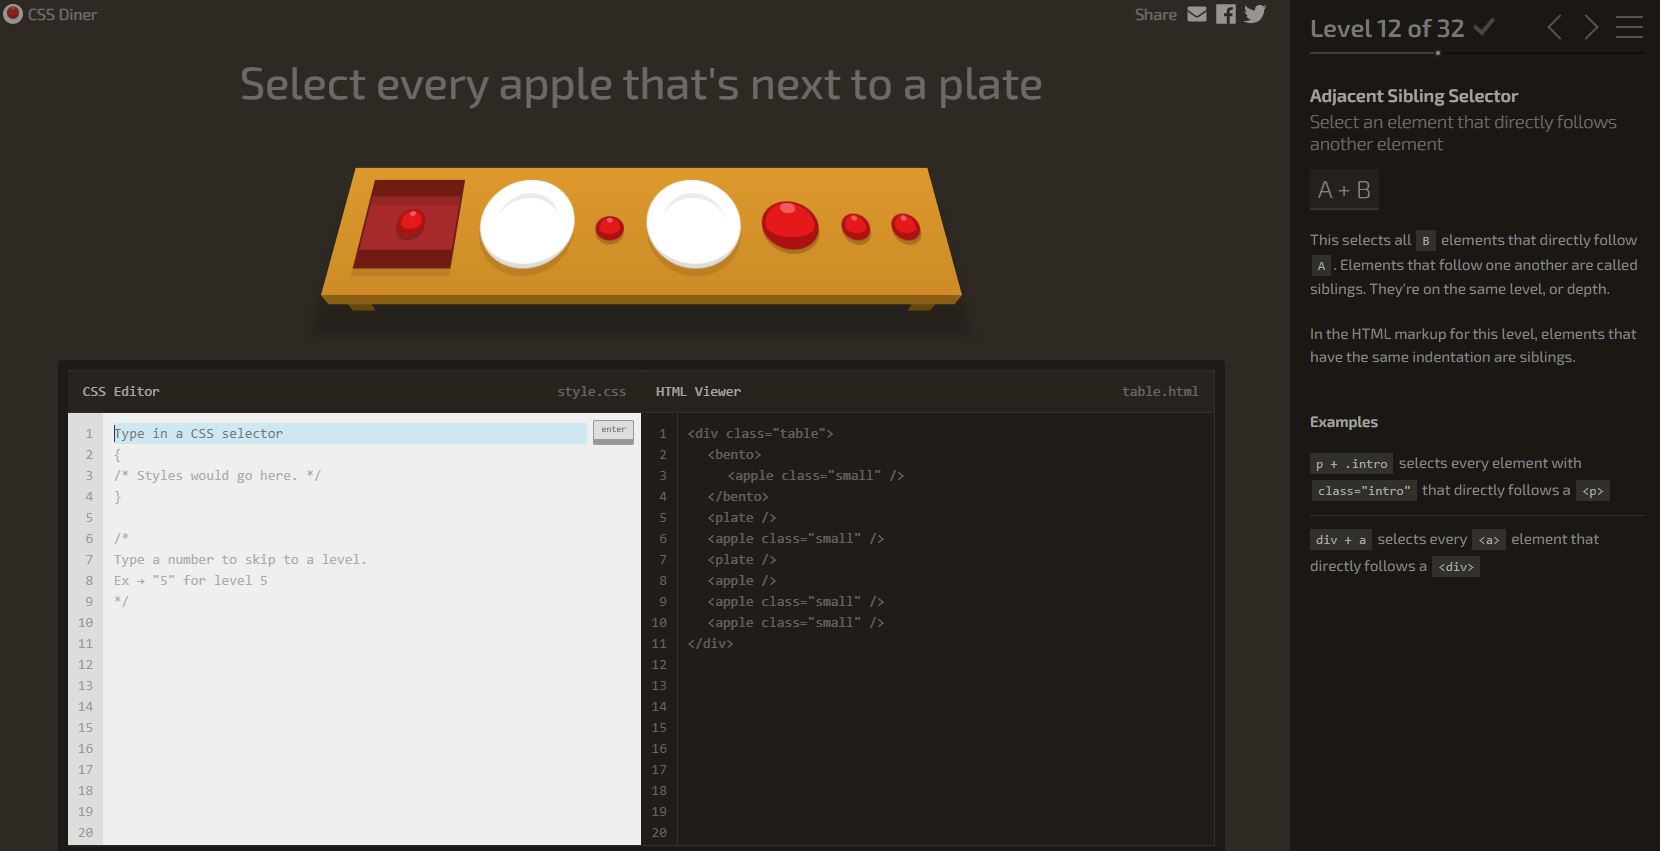 CSS Diner
Share
Select every apple that's next to a plate
CSS Editor style.css
1 Type in a CSS selector enter
2 {
3 /* Styles would go here. */
4 }
5
6 /*
7 Type a number to skip to a level.
8 Ex → "5" for level 5
9 */
10
11
12
13
14
15
16
17
18
19
20
HTML Viewer table.html
1 <div class="table">
2 <bento>
3 <apple class="small" />
4 </bento>
5 <plate />
6 <apple class="small" />
7 <plate />
8 <apple />
9 <apple class="small" />
10 <apple class="small" />
11 </div>
12
13
14
15
16
17
18
19
20
Level 12 of 32
Adjacent Sibling Selector
Select an element that directly follows
another element
A + B
This selects all B elements that directly follow
A . Elements that follow one another are called
siblings. They're on the same level, or depth.
In the HTML markup for this level, elements that
have the same indentation are siblings.
Examples
p + .intro selects every element with
class="intro" that directly follows a <p>
div + a selects every <a> element that
directly follows a <div>